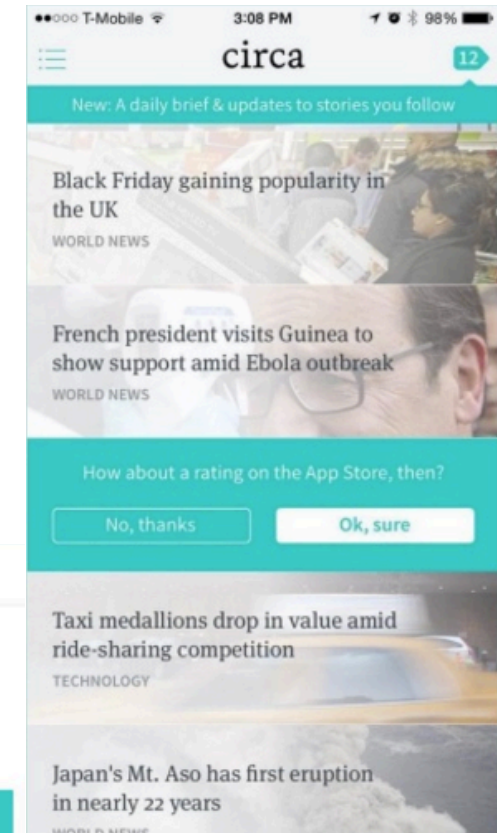 T-Mobile 3:08 PM 98%
circa
12
New: A daily brief & updates to stories you follow
Black Friday gaining popularity in
the UK
WORLD NEWS
French president visits Guinea to
show support amid Ebola outbreak
WORLD NEWS
How about a rating on the App Store, then?
No, thanks Ok, sure
Taxi medallions drop in value amid
ride-sharing competition
TECHNOLOGY
Japan's Mt. Aso has first eruption
in nearly 22 years
WORLD NEWS